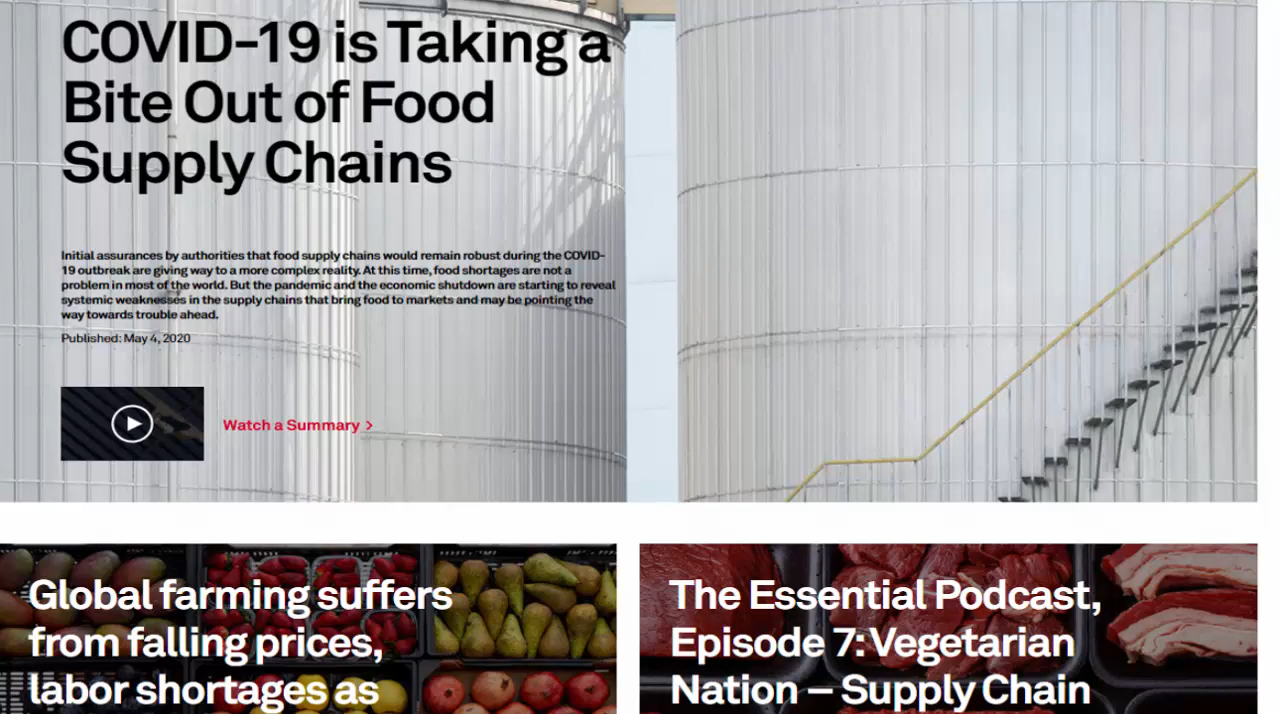 COVID-19 is Taking a
Bite Out of Food
Supply Chains
Initial assurances by authorities that food supply chains would remain robust during the COVID-
19 outbreak are giving way to a more complex reality. At this time, food shortages are not a
problem in most of the world. But the pandemic and the economic shutdown are starting to reveal
systemic weaknesses in the supply chains that bring food to markets and may be pointing the
way towards trouble ahead.
Published: May 4, 2020
Watch a Summary >
Global farming suffers
from falling prices,
labor shortages as
The Essential Podcast,
Episode 7: Vegetarian
Nation – Supply Chain